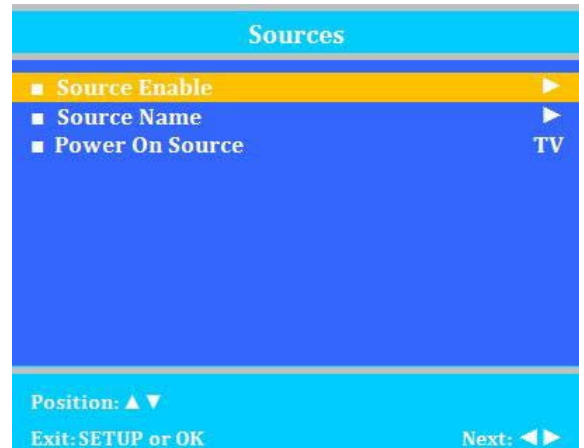 Sources
■ Source Enable ▶
■ Source Name ▶
■ Power On Source TV
Position: ▲ ▼
Exit: SETUP or OK Next: ◀ ▶